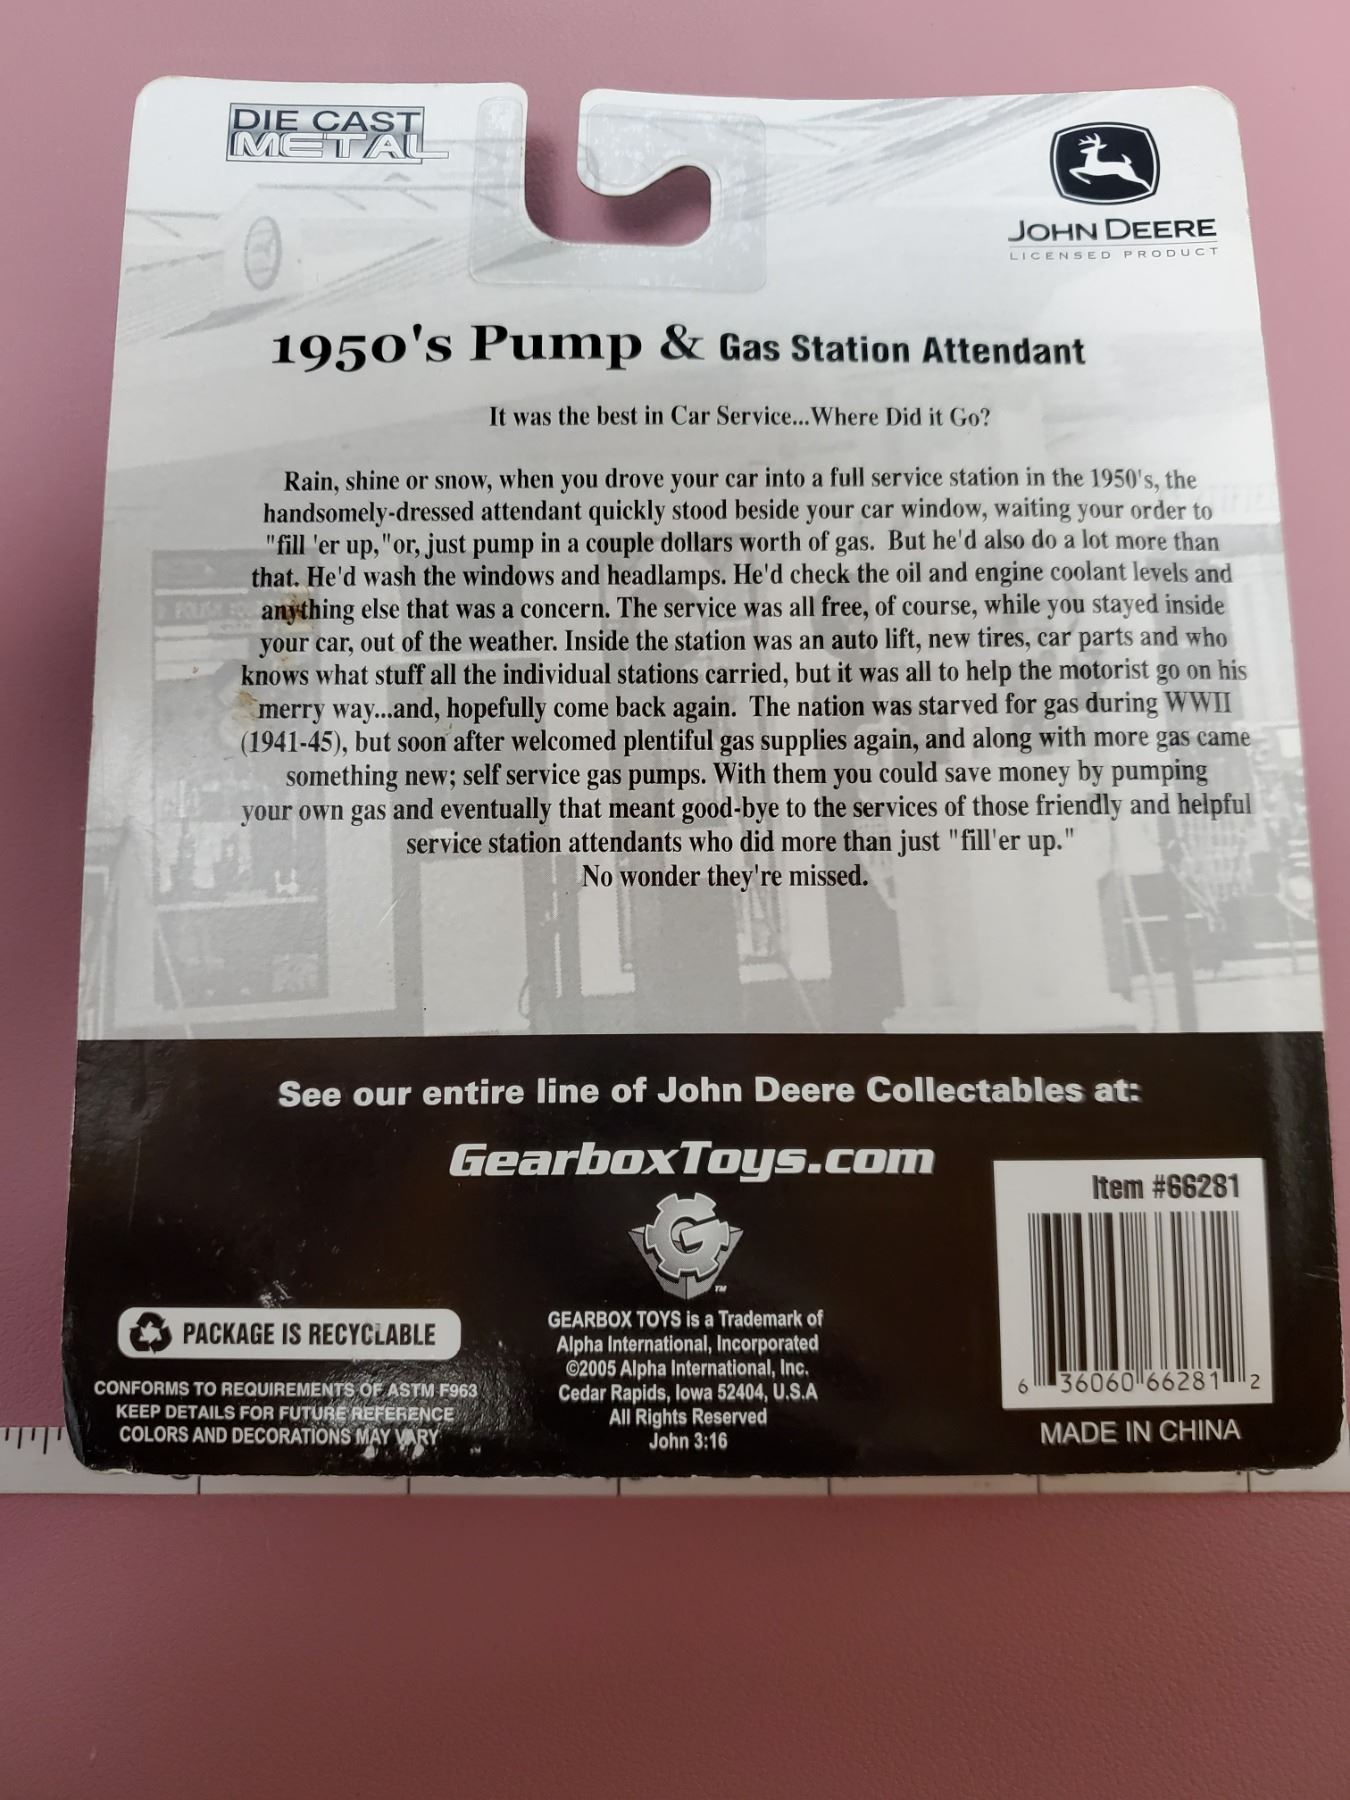 DIE CAST
METAL
JOHN DEERE
LICENSED PRODUCT
1950's Pump & Gas Station Attendant
It was the best in Car Service...Where Did it Go?
Rain, shine or snow, when you drove your car into a full service station in the 1950's, the
handsomely-dressed attendant quickly stood beside your car window, waiting your order to
"fill 'er up,"or, just pump in a couple dollars worth of gas.  But he'd also do a lot more than
that. He'd wash the windows and headlamps. He'd check the oil and engine coolant levels and
anything else that was a concern. The service was all free, of course, while you stayed inside
your car, out of the weather. Inside the station was an auto lift, new tires, car parts and who
knows what stuff all the individual stations carried, but it was all to help the motorist go on his
merry way...and, hopefully come back again.  The nation was starved for gas during WWII
(1941-45), but soon after welcomed plentiful gas supplies again, and along with more gas came
something new; self service gas pumps. With them you could save money by pumping
your own gas and eventually that meant good-bye to the services of those friendly and helpful
service station attendants who did more than just "fill'er up."
No wonder they're missed.
See our entire line of John Deere Collectables at:
GearboxToys.com
G
TM
GEARBOX TOYS is a Trademark of
Alpha International, Incorporated
©2005 Alpha International, Inc.
Cedar Rapids, Iowa 52404, U.S.A
All Rights Reserved
John 3:16
PACKAGE IS RECYCLABLE
CONFORMS TO REQUIREMENTS OF ASTM F963
KEEP DETAILS FOR FUTURE REFERENCE
COLORS AND DECORATIONS MAY VARY
Item #66281
6 36060 66281 2
MADE IN CHINA